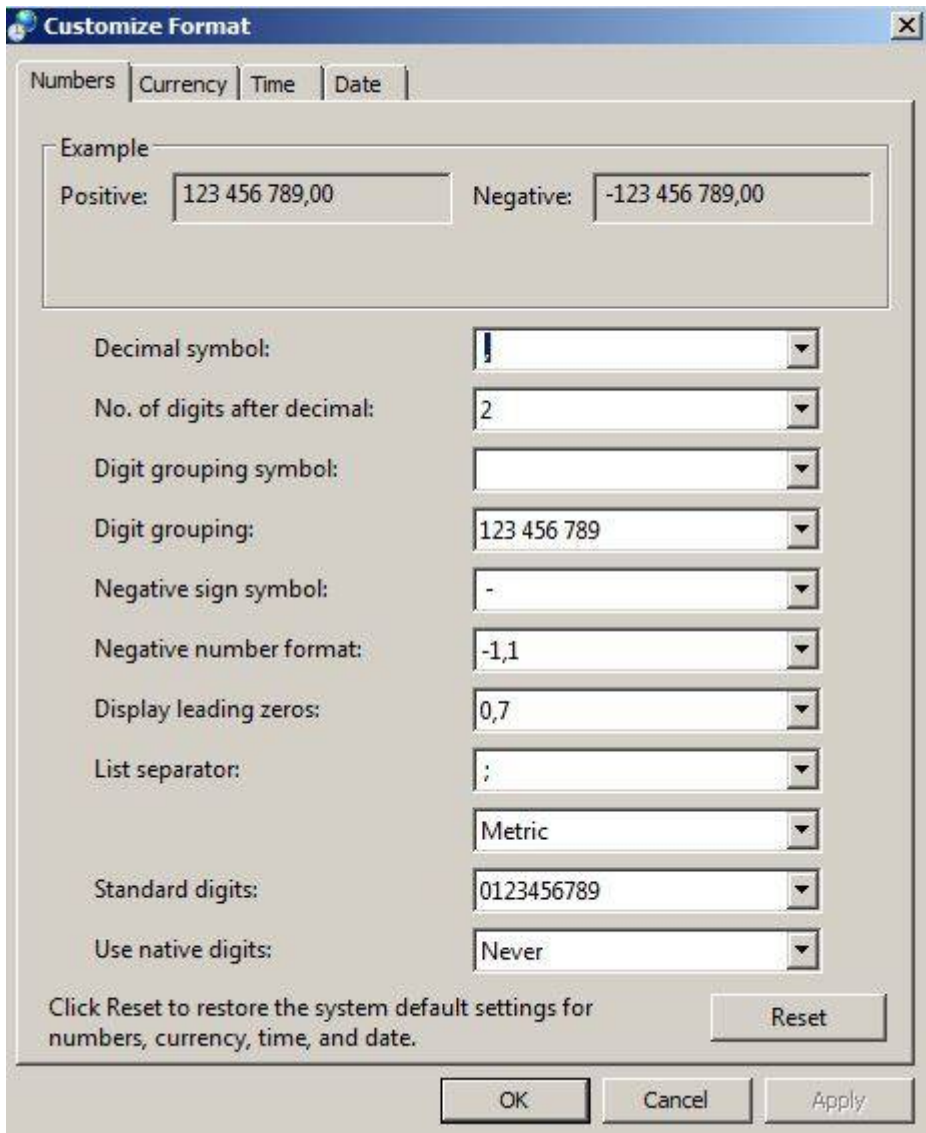 Customize Format
Numbers Currency Time Date
Example
Positive: 123 456 789,00 Negative: -123 456 789,00
Decimal symbol: ,
No. of digits after decimal: 2
Digit grouping symbol:
Digit grouping: 123 456 789
Negative sign symbol: -
Negative number format: -1,1
Display leading zeros: 0,7
List separator: ;
Metric
Standard digits: 0123456789
Use native digits: Never
Click Reset to restore the system default settings for
numbers, currency, time, and date.
Reset
OK Cancel Apply